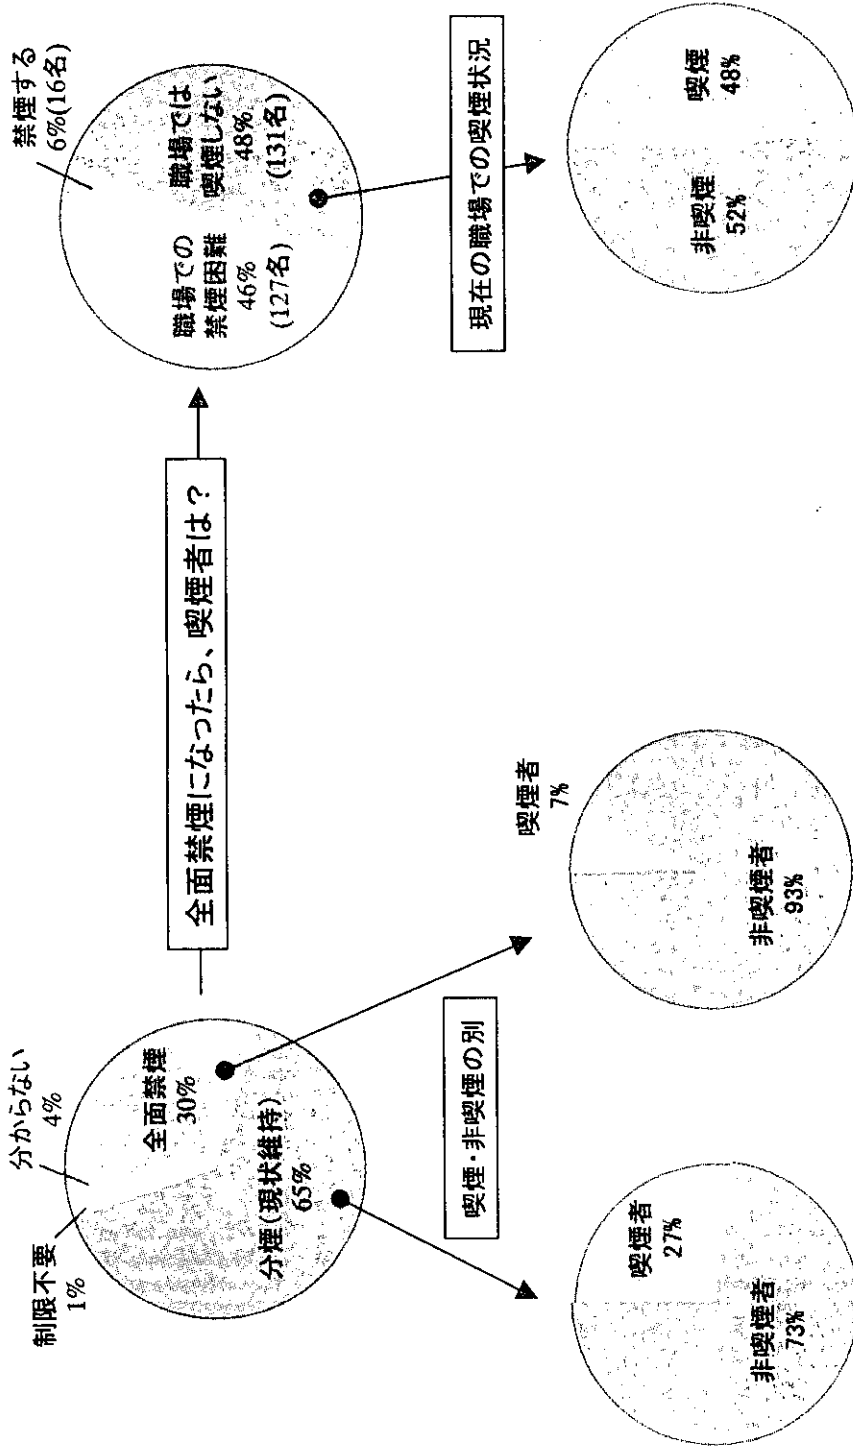 制限不要
1%
分からない
4%
全面禁煙
30%
分煙(現状維持)
65%
全面禁煙になったら、喫煙者は？
禁煙する
6%(16名)
職場では
喫煙しない
48%
(131名)
職場での
禁煙困難
46%
(127名)
喫煙・非喫煙の別
現在の職場での喫煙状況
喫煙者
27%
非喫煙者
73%
喫煙者
7%
非喫煙者
93%
喫煙
48%
非喫煙
52%